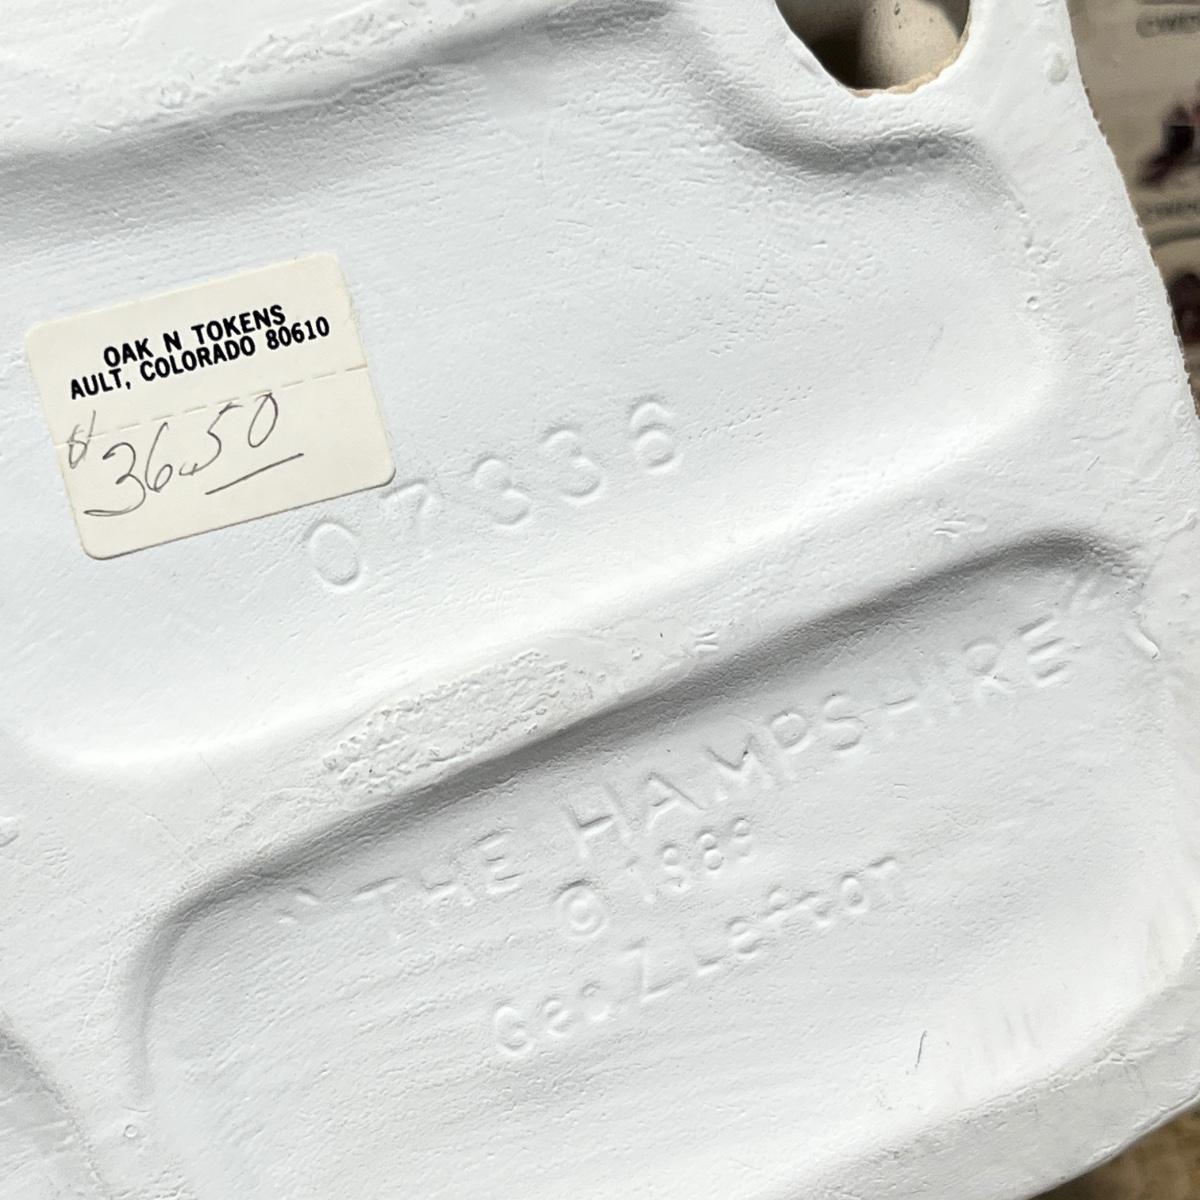 OAK N TOKENS
AULT, COLORADO 80610
$36.50
07336
"THE HAMPSHIRE"
© 1989
Geo Z Lefton